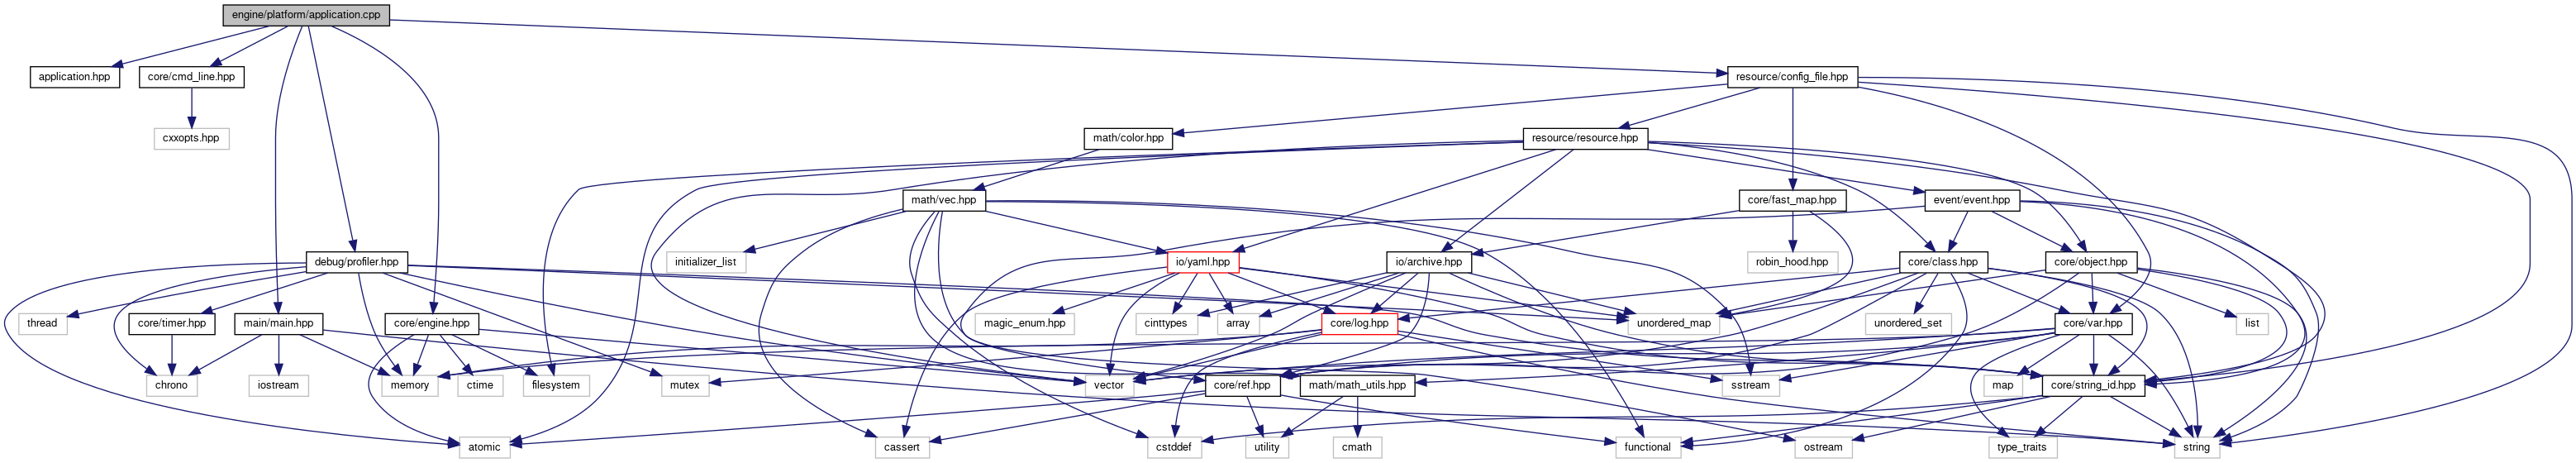 engine/platform/application.cpp
application.hpp
core/cmd_line.hpp
resource/config_file.hpp
cxxopts.hpp
math/color.hpp
resource/resource.hpp
math/vec.hpp
core/fast_map.hpp
event/event.hpp
debug/profiler.hpp
initializer_list
io/yaml.hpp
io/archive.hpp
robin_hood.hpp
core/class.hpp
core/object.hpp
thread
core/timer.hpp
main/main.hpp
core/engine.hpp
magic_enum.hpp
cinttypes
array
core/log.hpp
unordered_map
unordered_set
core/var.hpp
list
chrono
iostream
memory
ctime
filesystem
mutex
vector
core/ref.hpp
math/math_utils.hpp
sstream
map
core/string_id.hpp
atomic
cassert
cstddef
utility
cmath
functional
ostream
type_traits
string